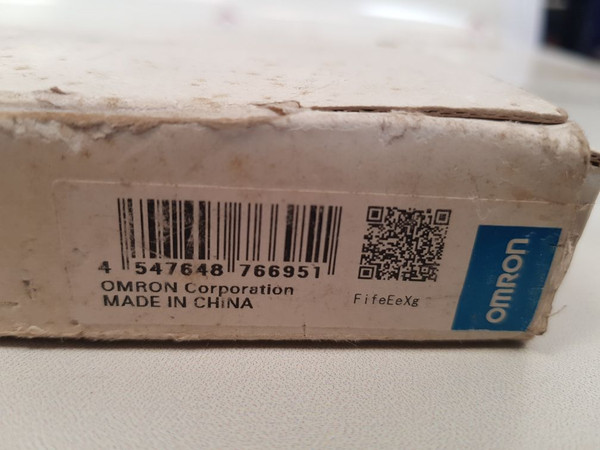 4 547648 766951
OMRON Corporation
MADE IN CHINA
FifeEeXg
OMRON